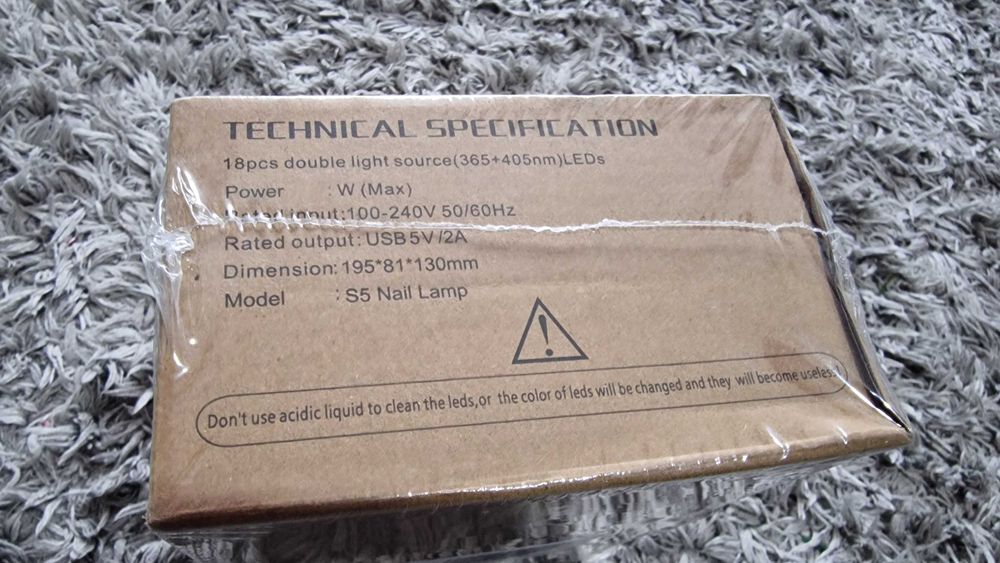 TECHNICAL SPECIFICATION
18pcs double light source(365+405nm)LEDs
Power : W (Max)
Rated input:100-240V 50/60Hz
Rated output: USB 5V/2A
Dimension: 195*81*130mm
Model : S5 Nail Lamp
Don't use acidic liquid to clean the leds,or the color of leds will be changed and they will become useless!